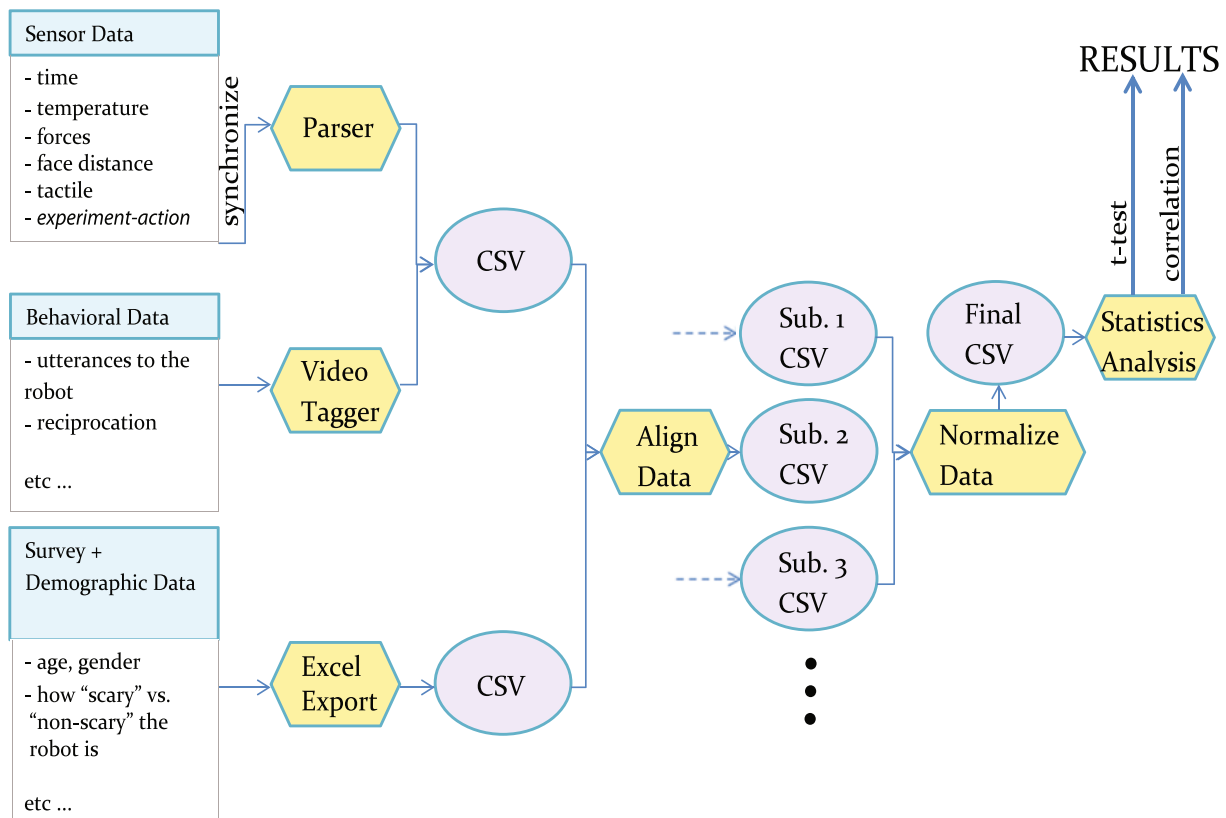 Sensor Data
- time
- temperature
- forces
- face distance
- tactile
- experiment-action
synchronize
Parser
CSV
Behavioral Data
- utterances to the
robot
- reciprocation
etc ...
Video
Tagger
Survey +
Demographic Data
- age, gender
- how “scary” vs.
“non-scary” the
robot is
etc ...
Excel
Export
CSV
Align
Data
Sub. 1
CSV
Sub. 2
CSV
Sub. 3
CSV
Normalize
Data
Final
CSV
Statistics
Analysis
t-test
correlation
RESULTS